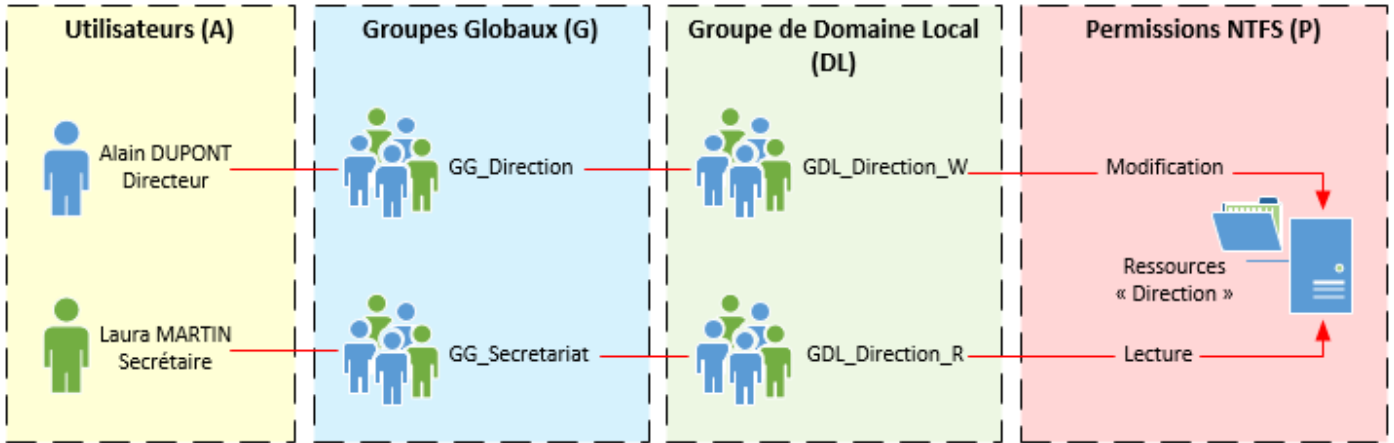 Utilisateurs (A)
Groupes Globaux (G)
Groupe de Domaine Local
(DL)
Permissions NTFS (P)
Alain DUPONT
Directeur
GG_Direction
GDL_Direction_W
Modification
Ressources
« Direction »
Laura MARTIN
Secrétaire
GG_Secretariat
GDL_Direction_R
Lecture